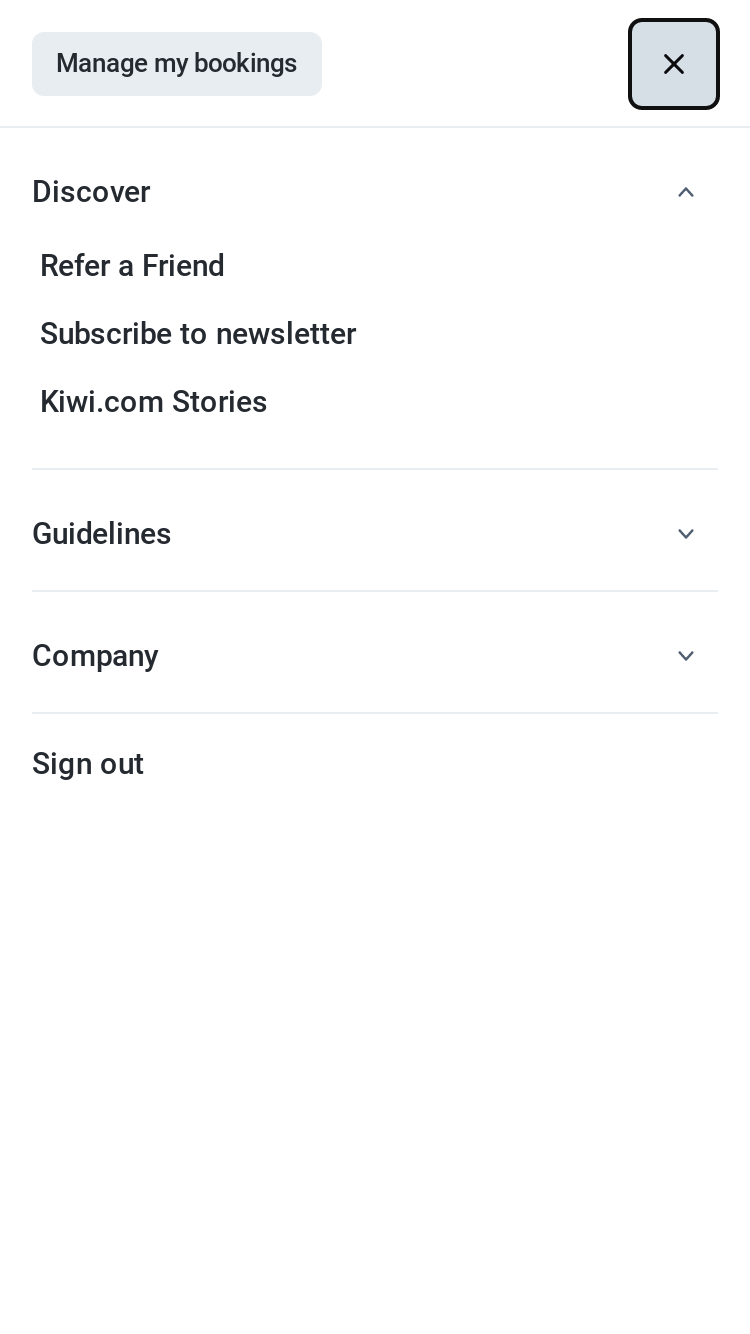 Manage my bookings
Discover
Refer a Friend
Subscribe to newsletter
Kiwi.com Stories
Guidelines
Company
Sign out